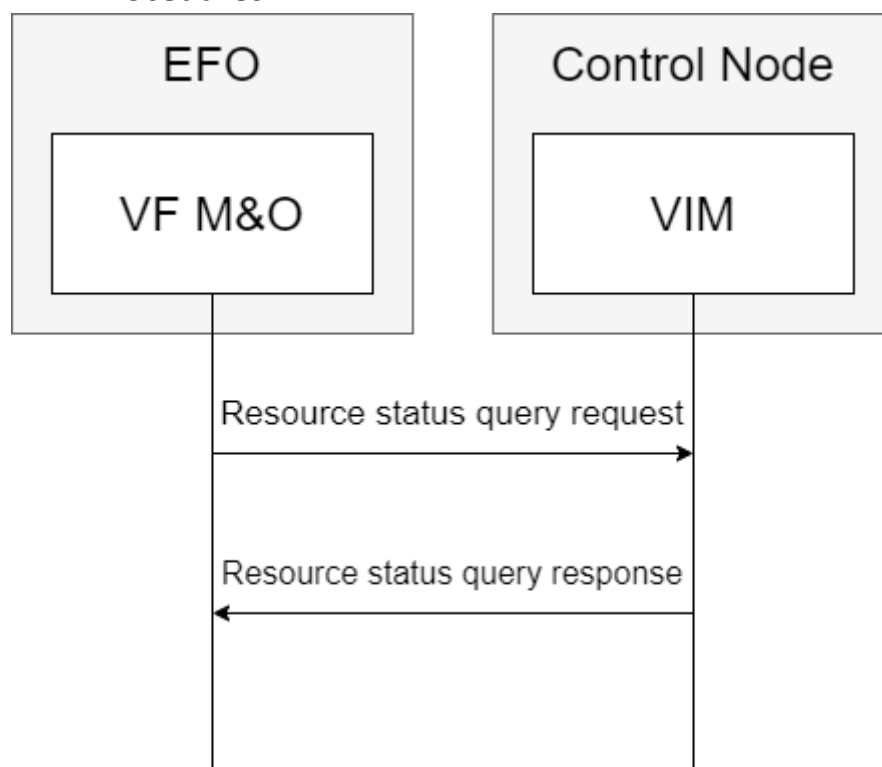 EFO
Control Node
VF M&O
VIM
Resource status query request
Resource status query response